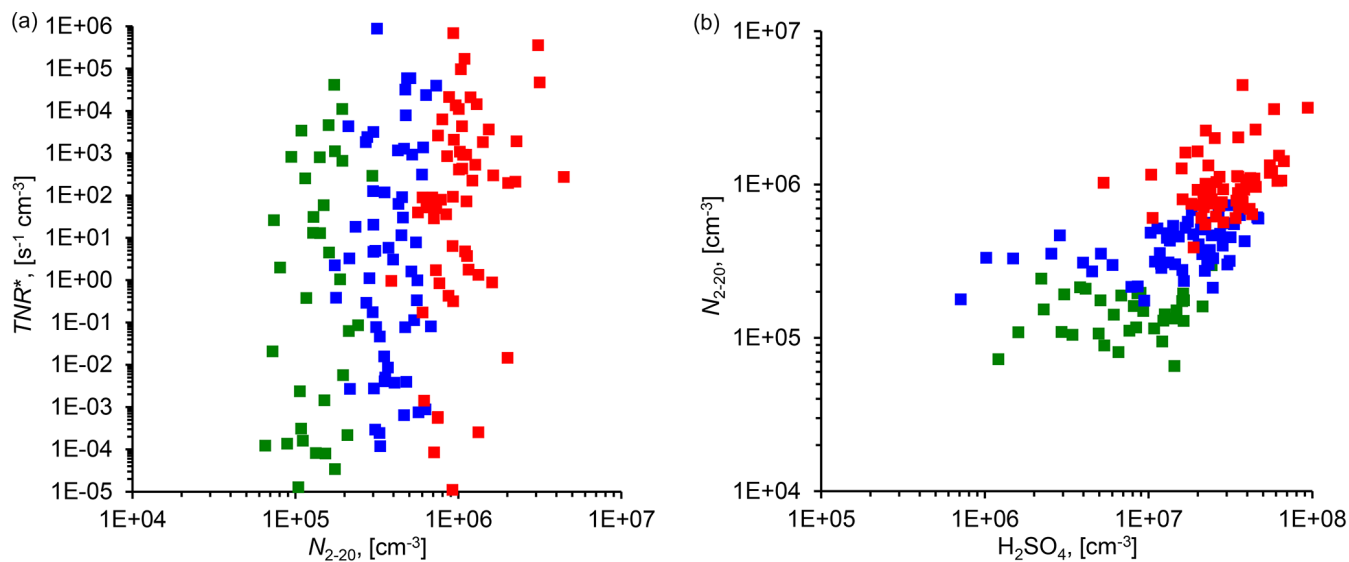 (a)
TNR*, [s⁻¹ cm⁻³]
1E+06
1E+05
1E+04
1E+03
1E+02
1E+01
1E+00
1E-01
1E-02
1E-03
1E-04
1E-05
1E+04 1E+05 1E+06 1E+07
N₂₋₂₀, [cm⁻³]
(b)
N₂₋₂₀, [cm⁻³]
1E+07
1E+06
1E+05
1E+04
1E+05 1E+06 1E+07 1E+08
H₂SO₄, [cm⁻³]